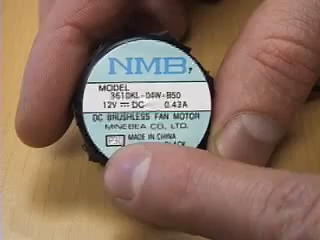 NMB
MODEL
3610KL-04W-B50
12V ⎓ DC 0.43A
DC BRUSHLESS FAN MOTOR
MINEBEA CO., LTD.
MADE IN CHINA
BLACK